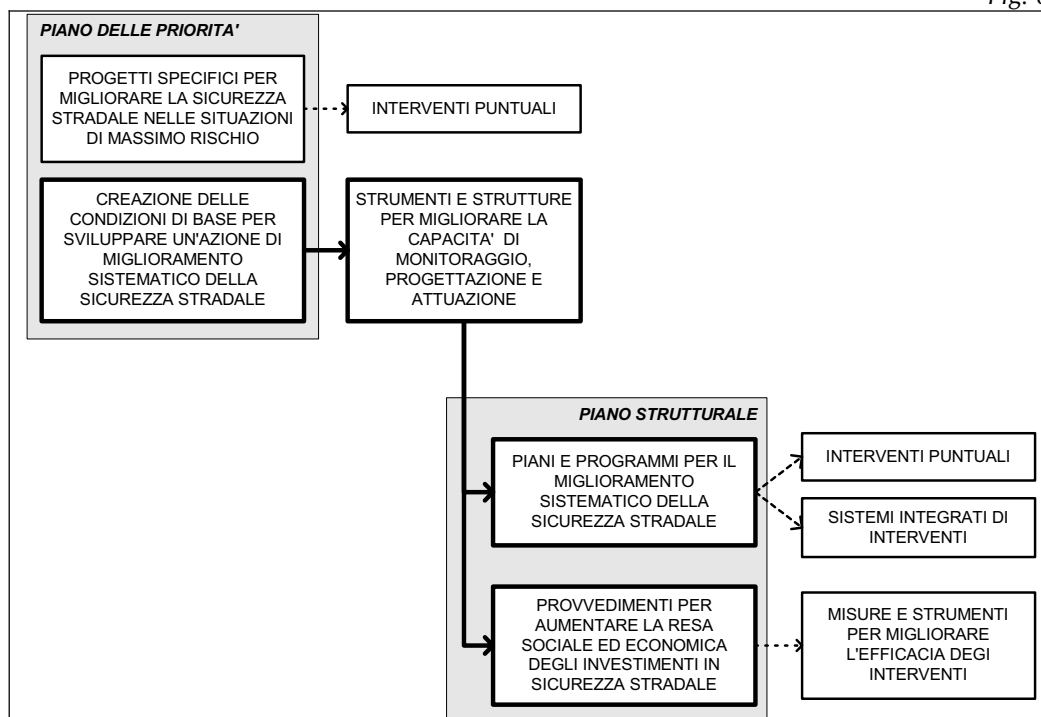 Fig.
PIANO DELLE PRIORITA'
PROGETTI SPECIFICI PER
MIGLIORARE LA SICUREZZA
STRADALE NELLE SITUAZIONI
DI MASSIMO RISCHIO
INTERVENTI PUNTUALI
CREAZIONE DELLE
CONDIZIONI DI BASE PER
SVILUPPARE UN'AZIONE DI
MIGLIORAMENTO
SISTEMATICO DELLA
SICUREZZA STRADALE
STRUMENTI E STRUTTURE
PER MIGLIORARE LA
CAPACITA' DI
MONITORAGGIO,
PROGETTAZIONE E
ATTUAZIONE
PIANO STRUTTURALE
PIANI E PROGRAMMI PER IL
MIGLIORAMENTO
SISTEMATICO DELLA
SICUREZZA STRADALE
INTERVENTI PUNTUALI
SISTEMI INTEGRATI DI
INTERVENTI
PROVVEDIMENTI PER
AUMENTARE LA RESA
SOCIALE ED ECONOMICA
DEGLI INVESTIMENTI IN
SICUREZZA STRADALE
MISURE E STRUMENTI
PER MIGLIORARE
L'EFFICACIA DEGI
INTERVENTI